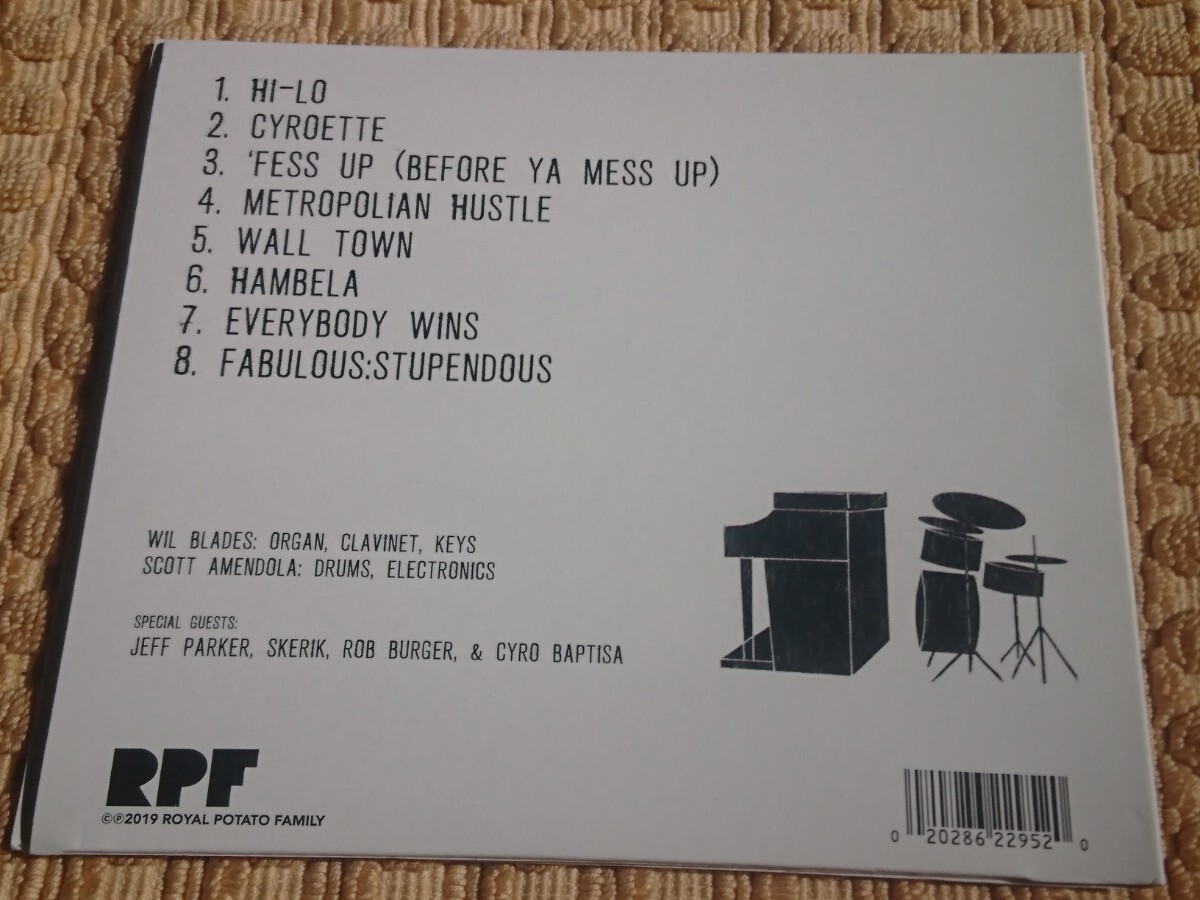 1. HI-LO
2. CYROETTE
3. 'FESS UP (BEFORE YA MESS UP)
4. METROPOLIAN HUSTLE
5. WALL TOWN
6. HAMBELA
7. EVERYBODY WINS
8. FABULOUS:STUPENDOUS
WIL BLADES: ORGAN, CLAVINET, KEYS
SCOTT AMENDOLA: DRUMS, ELECTRONICS
SPECIAL GUESTS:
JEFF PARKER, SKERIK, ROB BURGER, & CYRO BAPTISA
RPF
©℗2019 ROYAL POTATO FAMILY
0 20286 22952 0